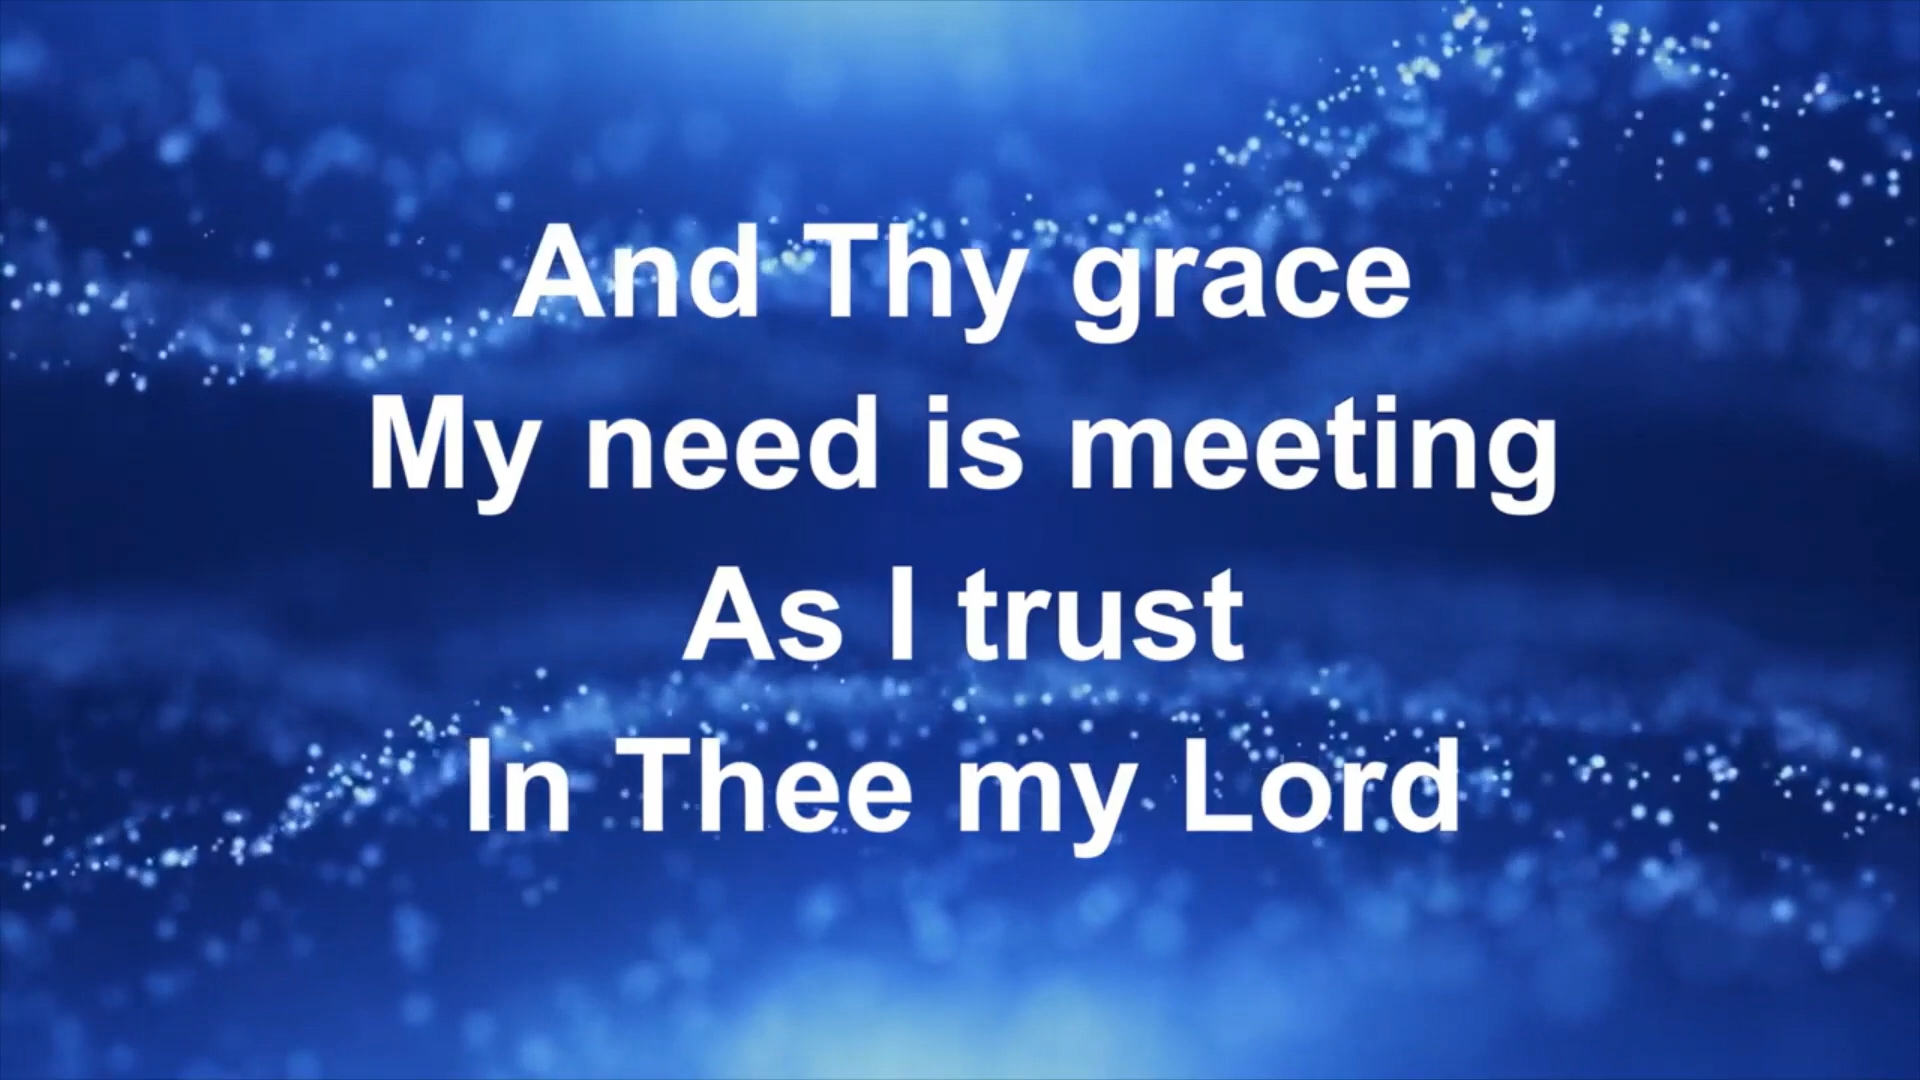 And Thy grace
My need is meeting
As I trust
In Thee my Lord